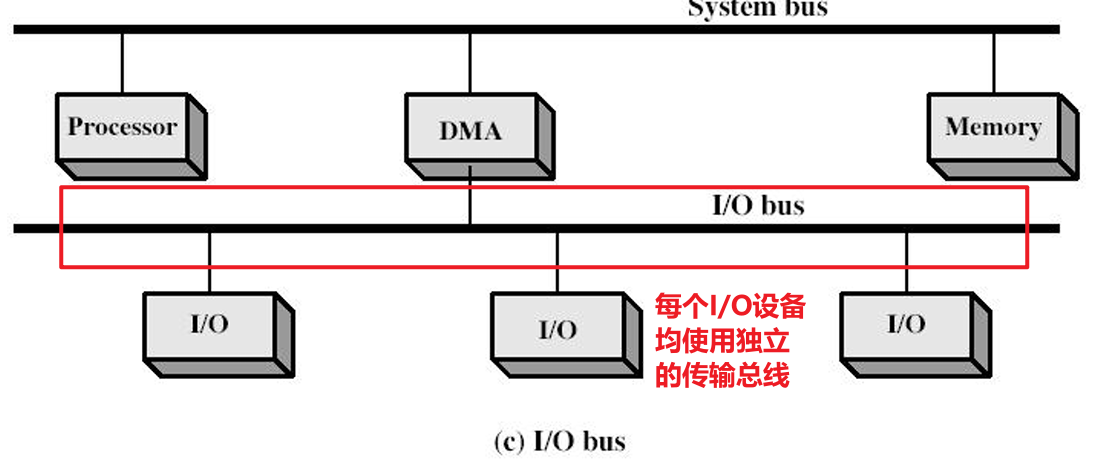 System bus
Processor
DMA
Memory
I/O bus
I/O
I/O
I/O
每个I/O设备
均使用独立
的传输总线
(c) I/O bus